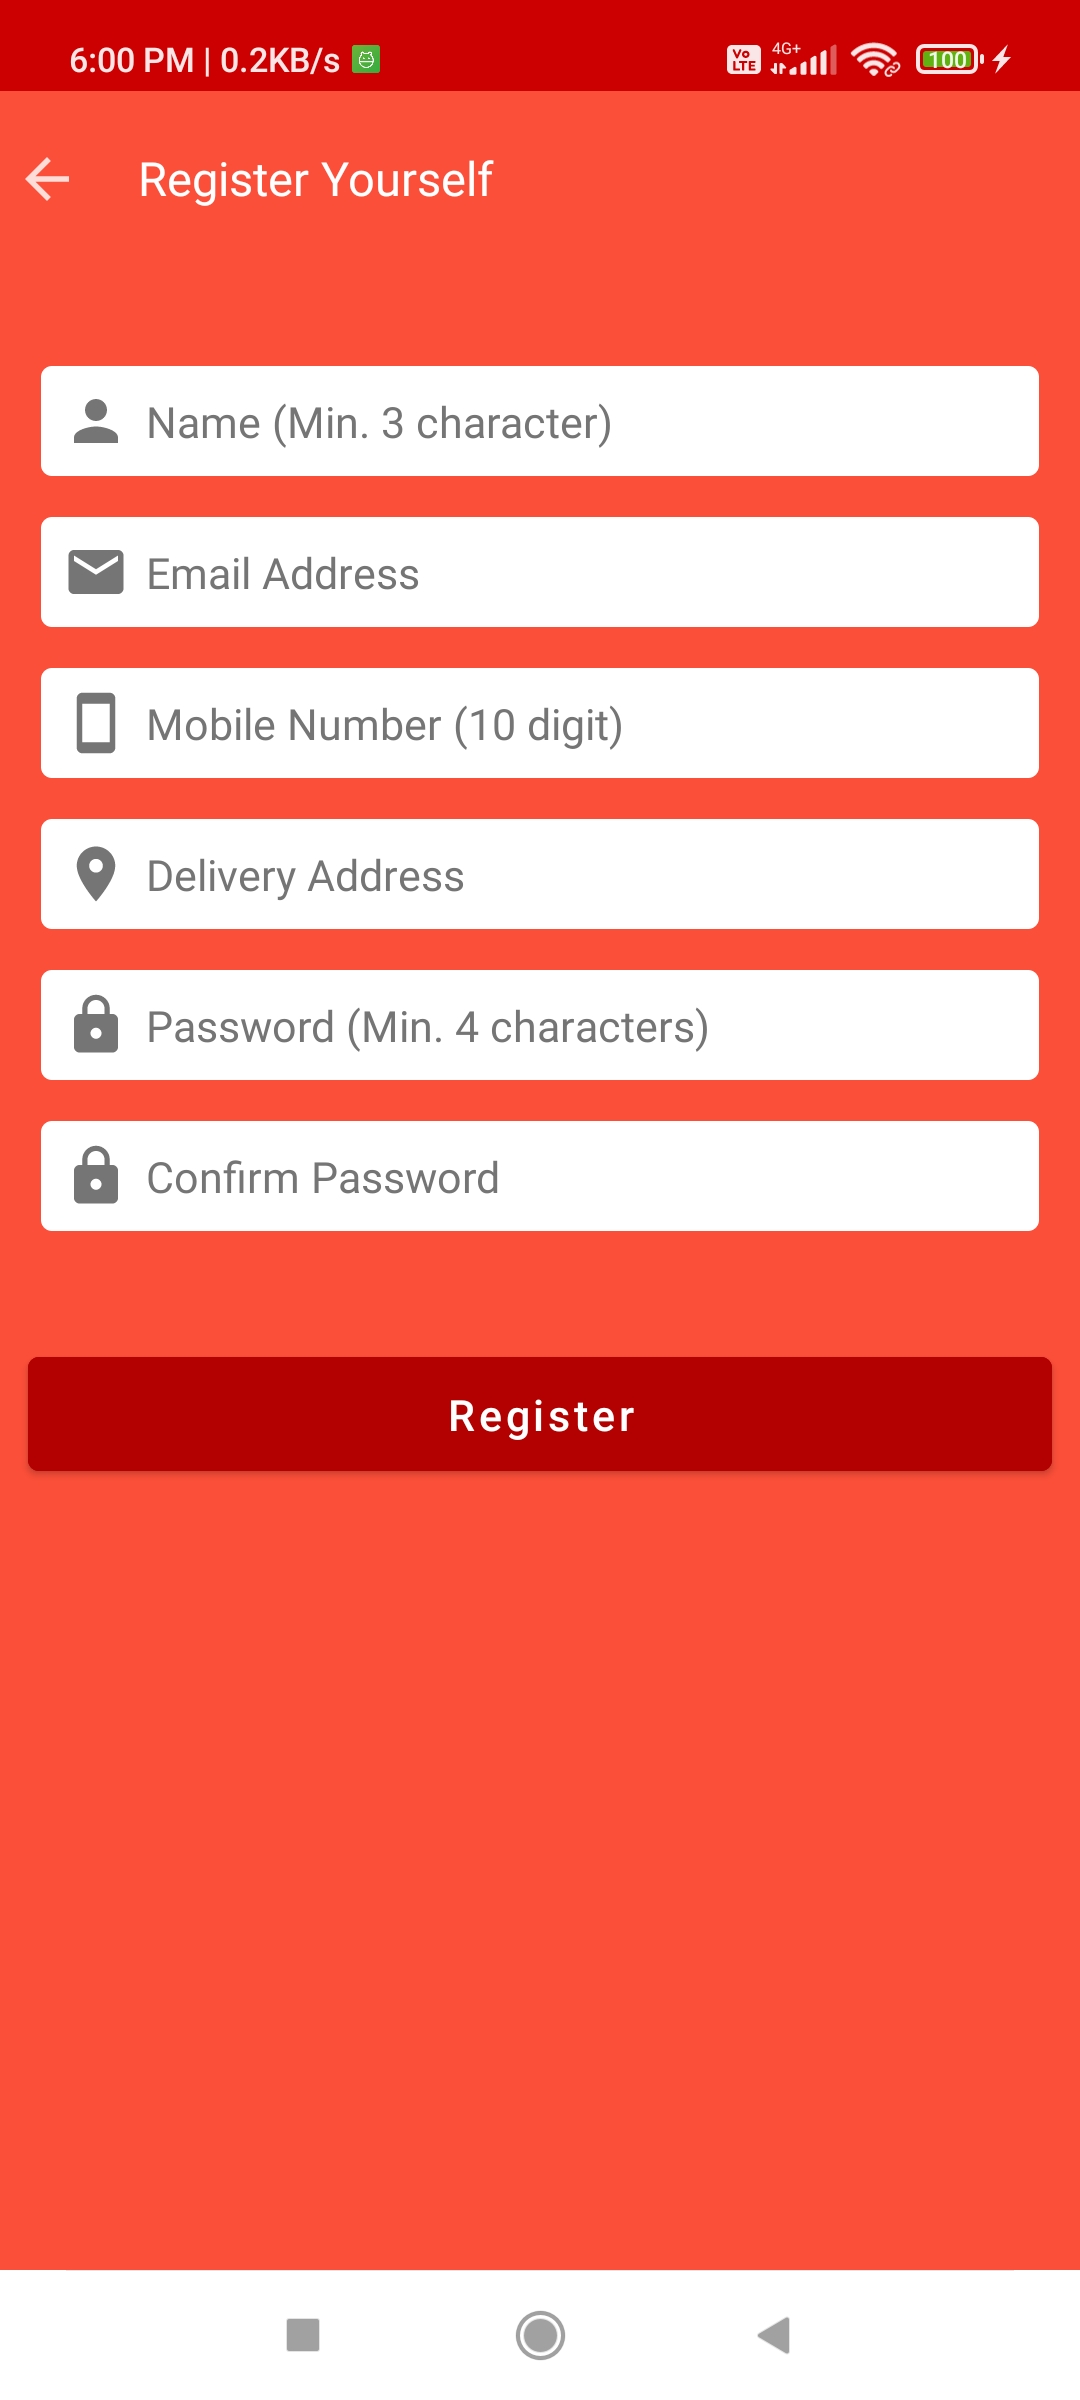 6:00 PM | 0.2KB/s Vo LTE 4G+ 100
Register Yourself
Name (Min. 3 character)
Email Address
Mobile Number (10 digit)
Delivery Address
Password (Min. 4 characters)
Confirm Password
Register